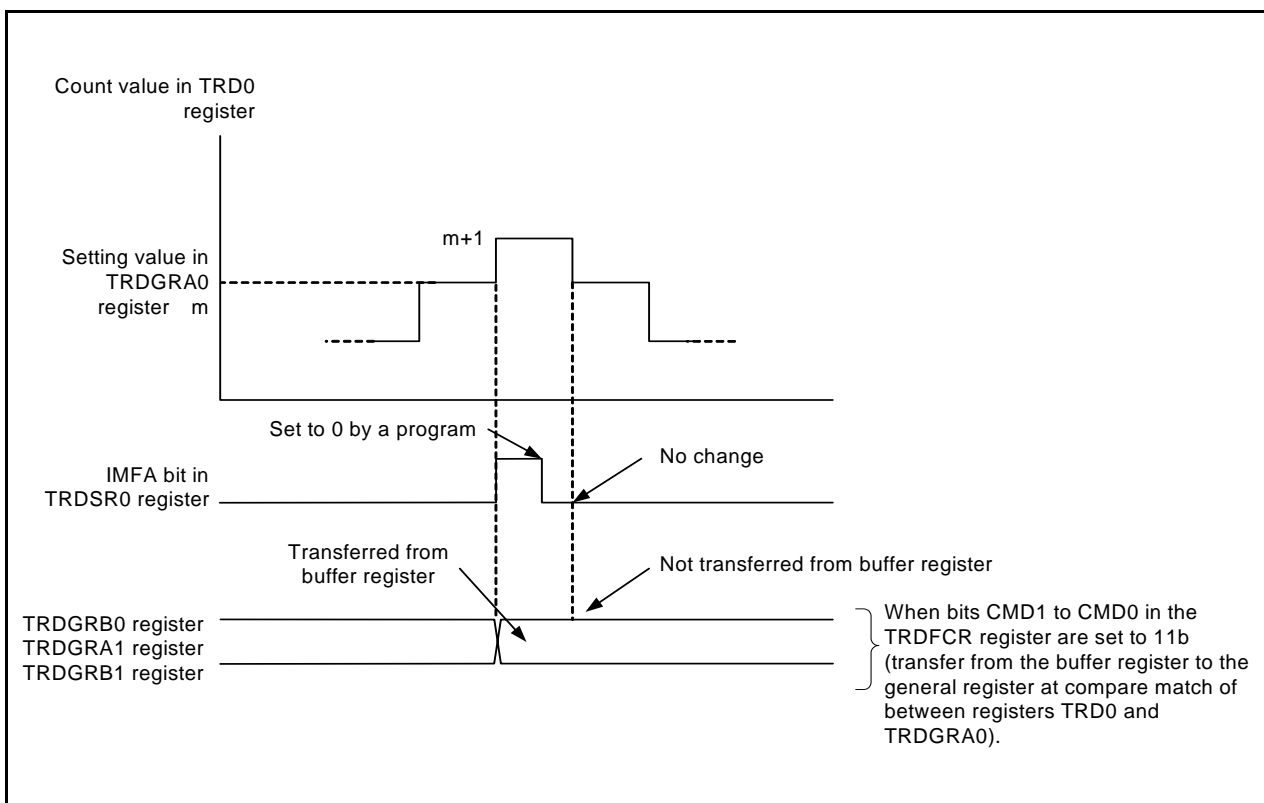 Count value in TRD0
register
m+1
Setting value in
TRDGRA0
register m
Set to 0 by a program
No change
IMFA bit in
TRDSR0 register
Transferred from
buffer register
Not transferred from buffer register
TRDGRB0 register
TRDGRA1 register
TRDGRB1 register
When bits CMD1 to CMD0 in the
TRDFCR register are set to 11b
(transfer from the buffer register to the
general register at compare match of
between registers TRD0 and
TRDGRA0).